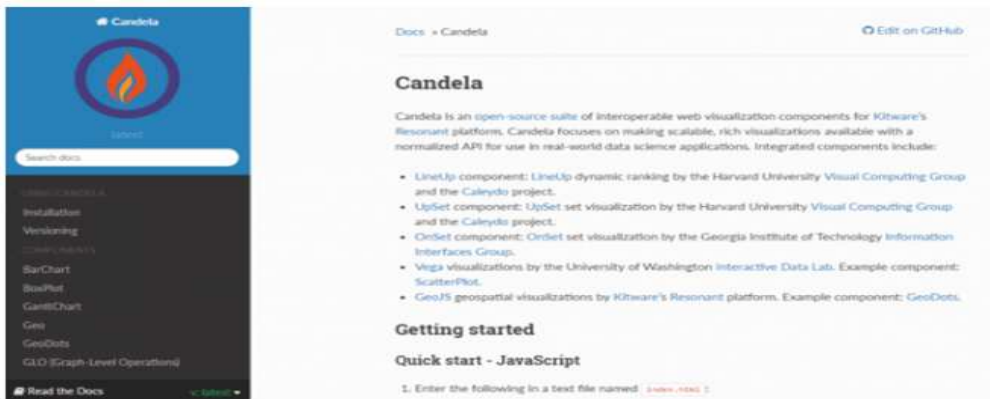 Candela
latest
Search docs
USING CANDELA
Installation
Versioning
COMPONENTS
BarChart
BoxPlot
GanttChart
Geo
GeoDots
GLO (Graph-Level Operations)
Read the Docs
v: latest
Docs » Candela
Edit on GitHub
Candela
Candela is an open-source suite of interoperable web visualization components for Kitware's
Resonant platform. Candela focuses on making scalable, rich visualizations available with a
normalized API for use in real-world data science applications. Integrated components include:
• LineUp component: LineUp dynamic ranking by the Harvard University Visual Computing Group
and the Caleydo project.
• UpSet component: UpSet set visualization by the Harvard University Visual Computing Group
and the Caleydo project.
• OnSet component: OnSet set visualization by the Georgia Institute of Technology Information
Interfaces Group.
• Vega visualizations by the University of Washington Interactive Data Lab. Example component:
ScatterPlot.
• GeoJS geospatial visualizations by Kitware's Resonant platform. Example component: GeoDots.
Getting started
Quick start - JavaScript
1. Enter the following in a text file named index.html :